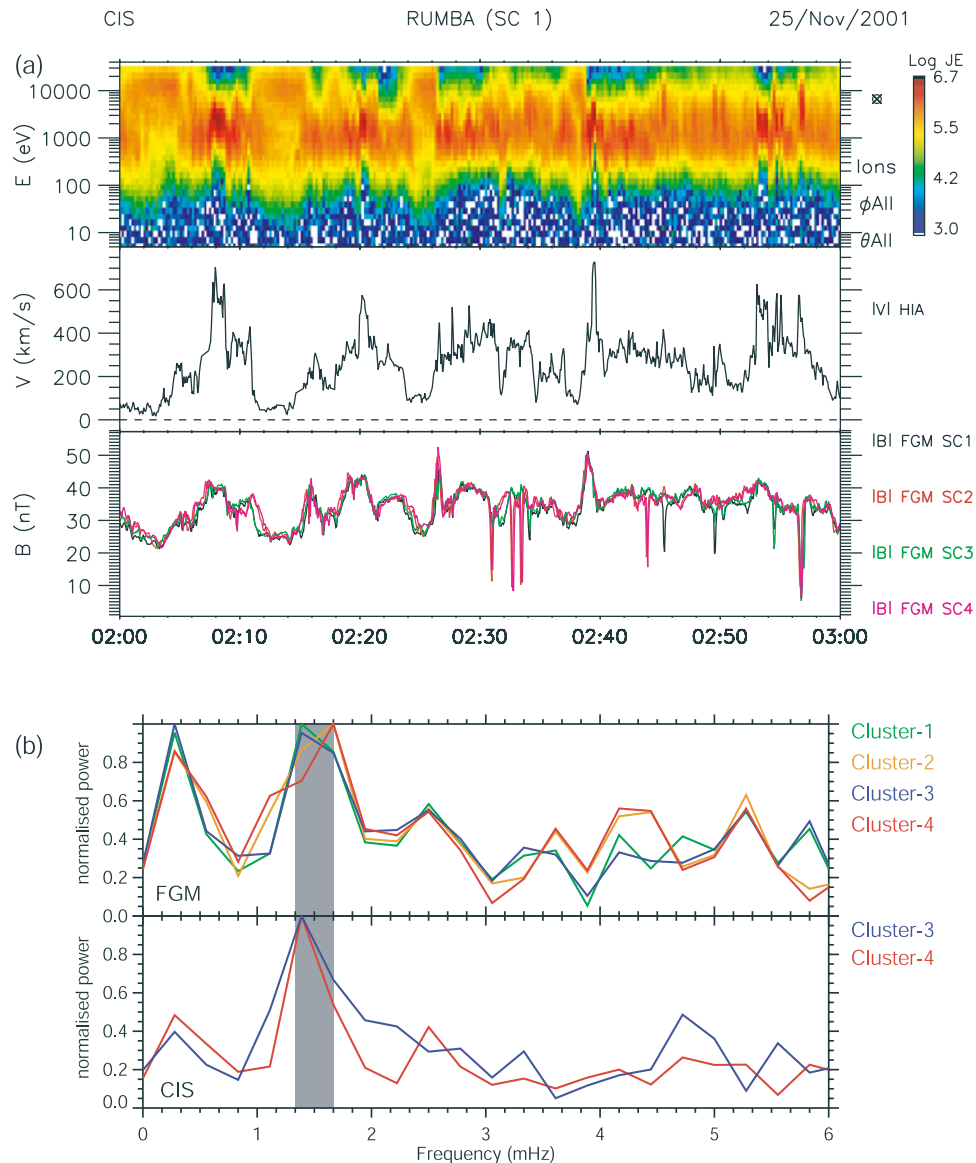 CIS RUMBA (SC 1) 25/Nov/2001
(a)
Log JE
E (eV)
10000
1000
100
10
Ions
ϕAll
θAll
6.7
5.5
4.2
3.0
V (km/s)
600
400
200
0
|V| HIA
B (nT)
50
40
30
20
10
|B| FGM SC1
|B| FGM SC2
|B| FGM SC3
|B| FGM SC4
02:00 02:10 02:20 02:30 02:40 02:50 03:00
(b)
normalised power
0.8
0.6
0.4
0.2
0.0
FGM
Cluster-1
Cluster-2
Cluster-3
Cluster-4
normalised power
0.8
0.6
0.4
0.2
0.0
CIS
Cluster-3
Cluster-4
0 1 2 3 4 5 6
Frequency (mHz)